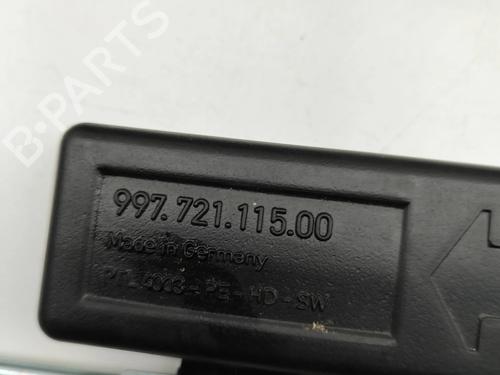 B-PARTS
997.721.115.00
Made in Germany
-PE-HD-SW